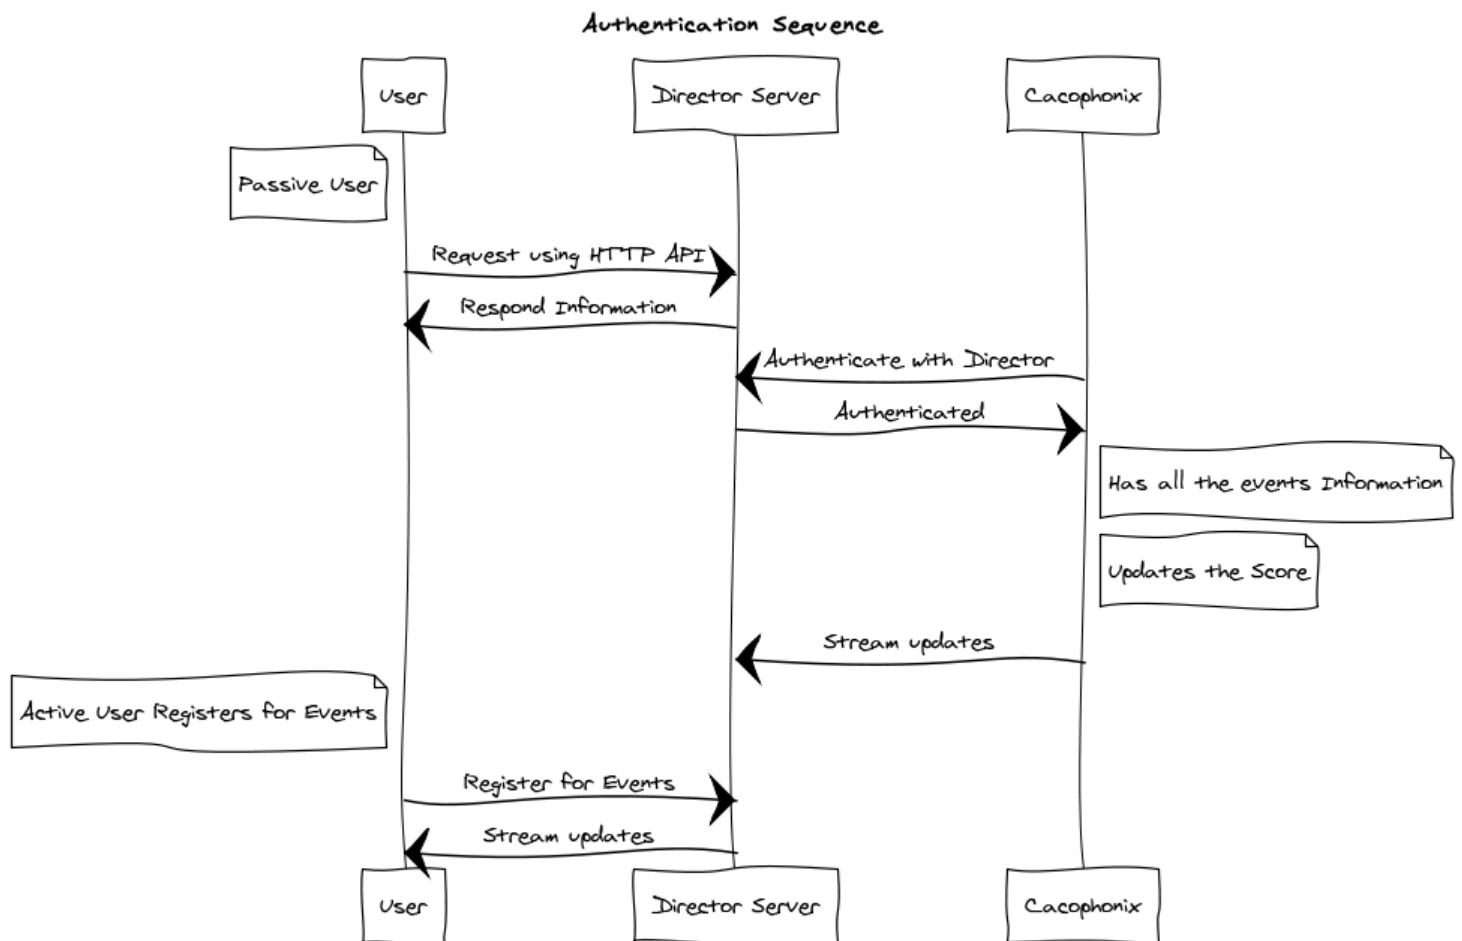 Authentication Sequence
User
Director Server
Cacophonix
Passive User
Request using HTTP API
Respond Information
Authenticate with Director
Authenticated
Has all the events Information
Updates the Score
Stream updates
Active User Registers for Events
Register for Events
Stream updates
User
Director Server
Cacophonix